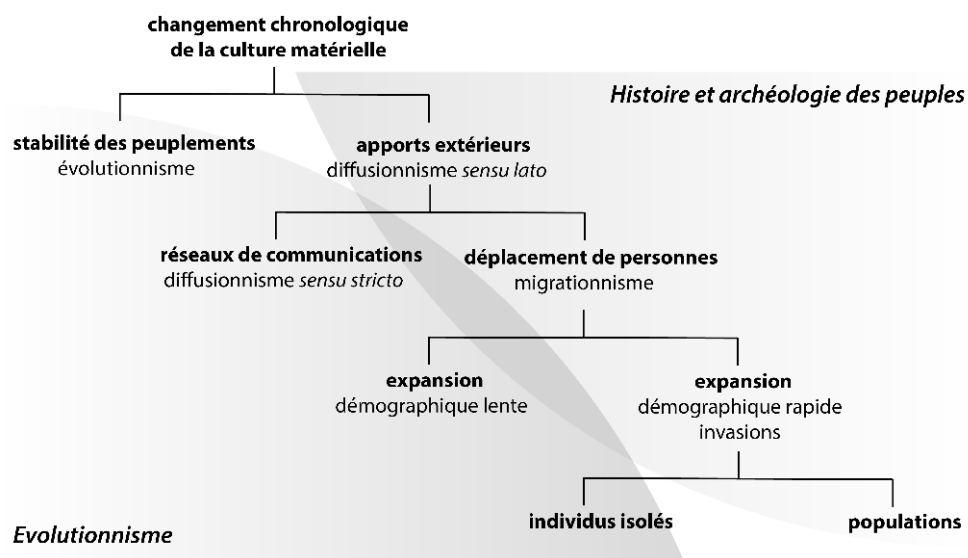 changement chronologique
de la culture matérielle
Histoire et archéologie des peuples
stabilité des peuplements
évolutionnisme
apports extérieurs
diffusionnisme sensu lato
réseaux de communications
diffusionnisme sensu stricto
déplacement de personnes
migrationnisme
expansion
démographique lente
expansion
démographique rapide
invasions
individus isolés
populations
Evolutionnisme